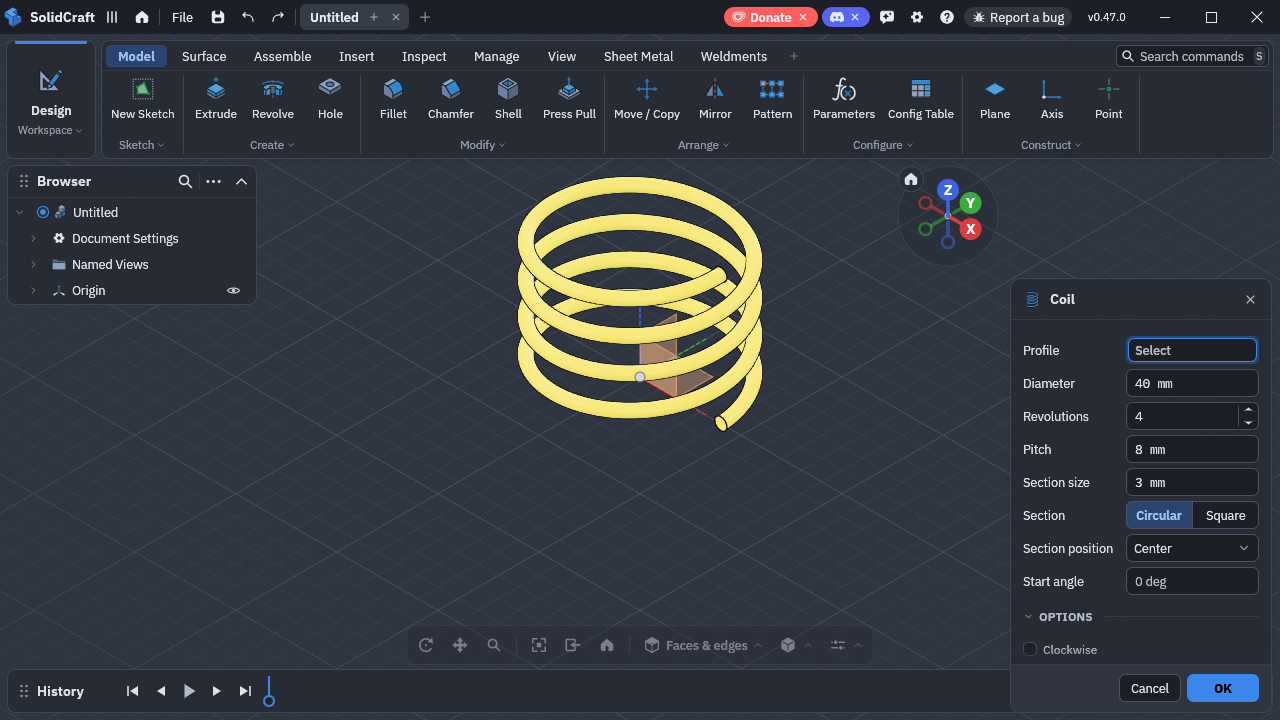 SolidCraft
File
Untitled
Donate
Report a bug
v0.47.0
Design
Workspace
Model
Surface
Assemble
Insert
Inspect
Manage
View
Sheet Metal
Weldments
Search commands
S
New Sketch
Extrude
Revolve
Hole
Fillet
Chamfer
Shell
Press Pull
Move / Copy
Mirror
Pattern
Parameters
Config Table
Plane
Axis
Point
Sketch
Create
Modify
Arrange
Configure
Construct
Browser
Untitled
Document Settings
Named Views
Origin
Z
Y
X
Coil
Profile
Select
Diameter
40 mm
Revolutions
4
Pitch
8 mm
Section size
3 mm
Section
Circular
Square
Section position
Center
Start angle
0 deg
OPTIONS
Clockwise
Cancel
OK
Faces & edges
History